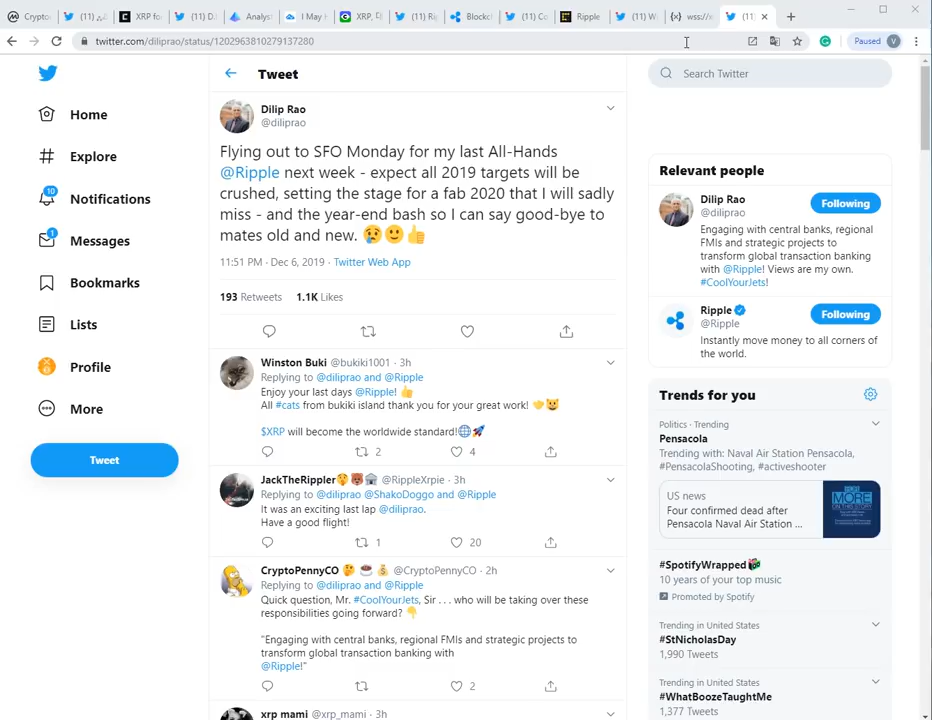 Crypto
D.I
Analyst
I May H
Blockch
Ripple
wss://
Paused V
twitter.com/diliprao/status/1202963810279137280
Home
Explore
10
Notifications
1
Messages
Bookmarks
Lists
Profile
More
Tweet
Tweet
Dilip Rao
@diliprao
Flying out to SFO Monday for my last All-Hands
@Ripple next week - expect all 2019 targets will be
crushed, setting the stage for a fab 2020 that I will sadly
miss - and the year-end bash so I can say good-bye to
mates old and new. 😢🙂👍
11:51 PM · Dec 6, 2019 · Twitter Web App
193 Retweets 1.1K Likes
Winston Buki @bukiki1001 · 3h
Replying to @diliprao and @Ripple
Enjoy your last days @Ripple! 👍
All #cats from bukiki island thank you for your great work! 🤝😺
$XRP will become the worldwide standard!🌐🚀
2 4
JackTheRippler @RippleXrpie · 3h
Replying to @diliprao @ShakoDoggo and @Ripple
It was an exciting last lap @diliprao.
Have a good flight!
1 20
CryptoPennyCO 🤔 ☕ 💰 @CryptoPennyCO · 2h
Replying to @diliprao and @Ripple
Quick question, Mr. #CoolYourJets, Sir . . . who will be taking over these
responsibilities going forward? 👇
"Engaging with central banks, regional FMIs and strategic projects to
transform global transaction banking with
@Ripple!"
2
xrp mami @xrp_mami · 3h
Search Twitter
Relevant people
Dilip Rao
@diliprao
Following
Engaging with central banks, regional
FMIs and strategic projects to
transform global transaction banking
with @Ripple! Views are my own.
#CoolYourJets!
Ripple
@Ripple
Following
Instantly move money to all corners of
the world.
Trends for you
Politics · Trending
Pensacola
Trending with: Naval Air Station Pensacola,
#PensacolaShooting, #activeshooter
US news
Four confirmed dead after
Pensacola Naval Air Station ...
MORE
ON THIS STORY
#SpotifyWrapped
10 years of your top music
Promoted by Spotify
Trending in United States
#StNicholasDay
1,990 Tweets
Trending in United States
#WhatBoozeTaughtMe
1,377 Tweets